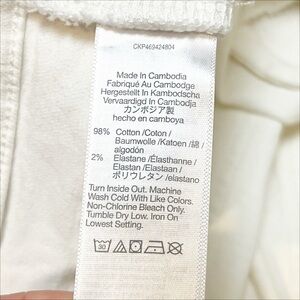 CKP469424804
Made In Cambodia
Fabriqué Au Cambodge
Hergestellt In Kambodscha
Vervaardigd In Cambodja
カンボジア製
hecho en camboya
98% Cotton /Coton /
Baumwolle /Katoen / 綿 /
algodón
2% Elastane /Élasthanne /
Elastan /Elastaan /
ポリウレタン /elastano
Turn Inside Out. Machine
Wash Cold With Like Colors.
Non-Chlorine Bleach Only.
Tumble Dry Low. Iron On
Lowest Setting.
30